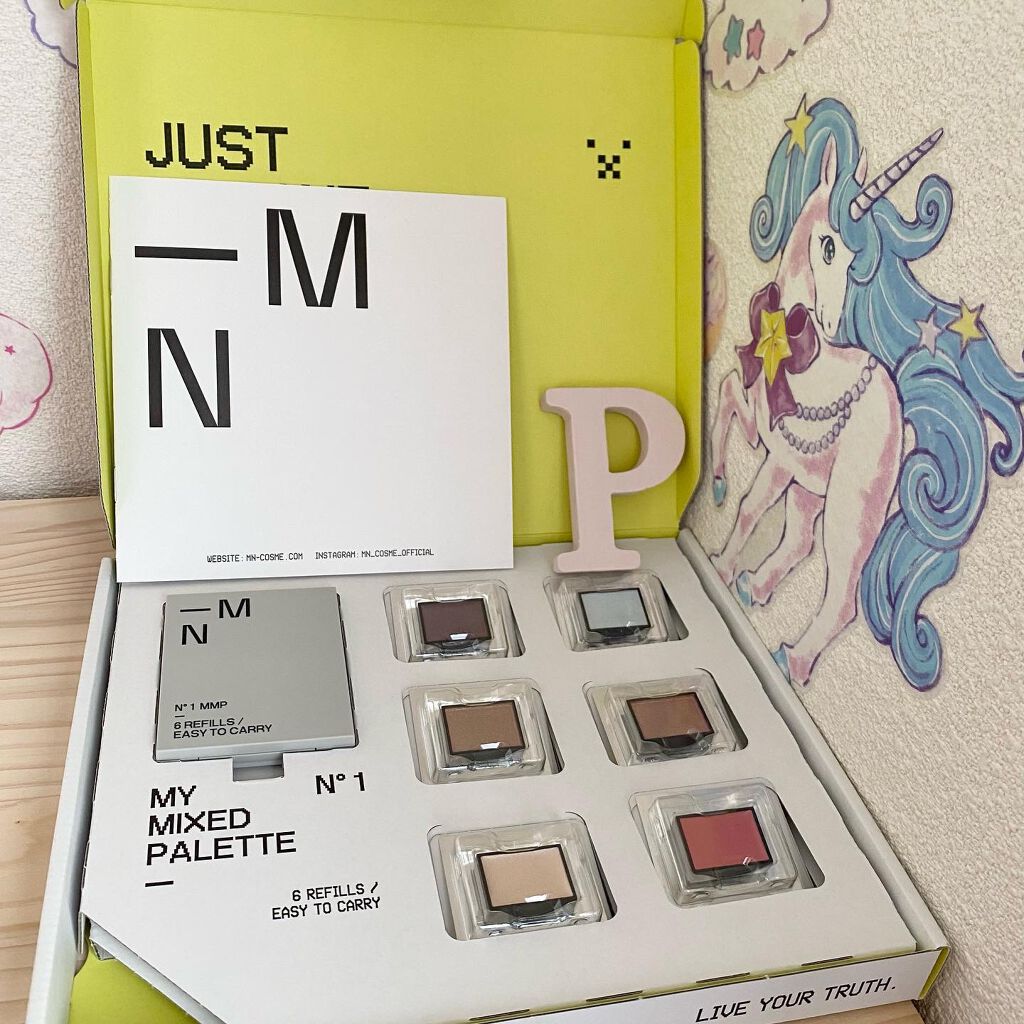 JUST
—M
N
WEBSITE: MN-COSME.COM INSTAGRAM: MN_COSME_OFFICIAL
P
—M
N
N° 1 MMP
—
6 REFILLS /
EASY TO CARRY
MY N° 1
MIXED
PALETTE
—
6 REFILLS /
EASY TO CARRY
LIVE YOUR TRUTH.